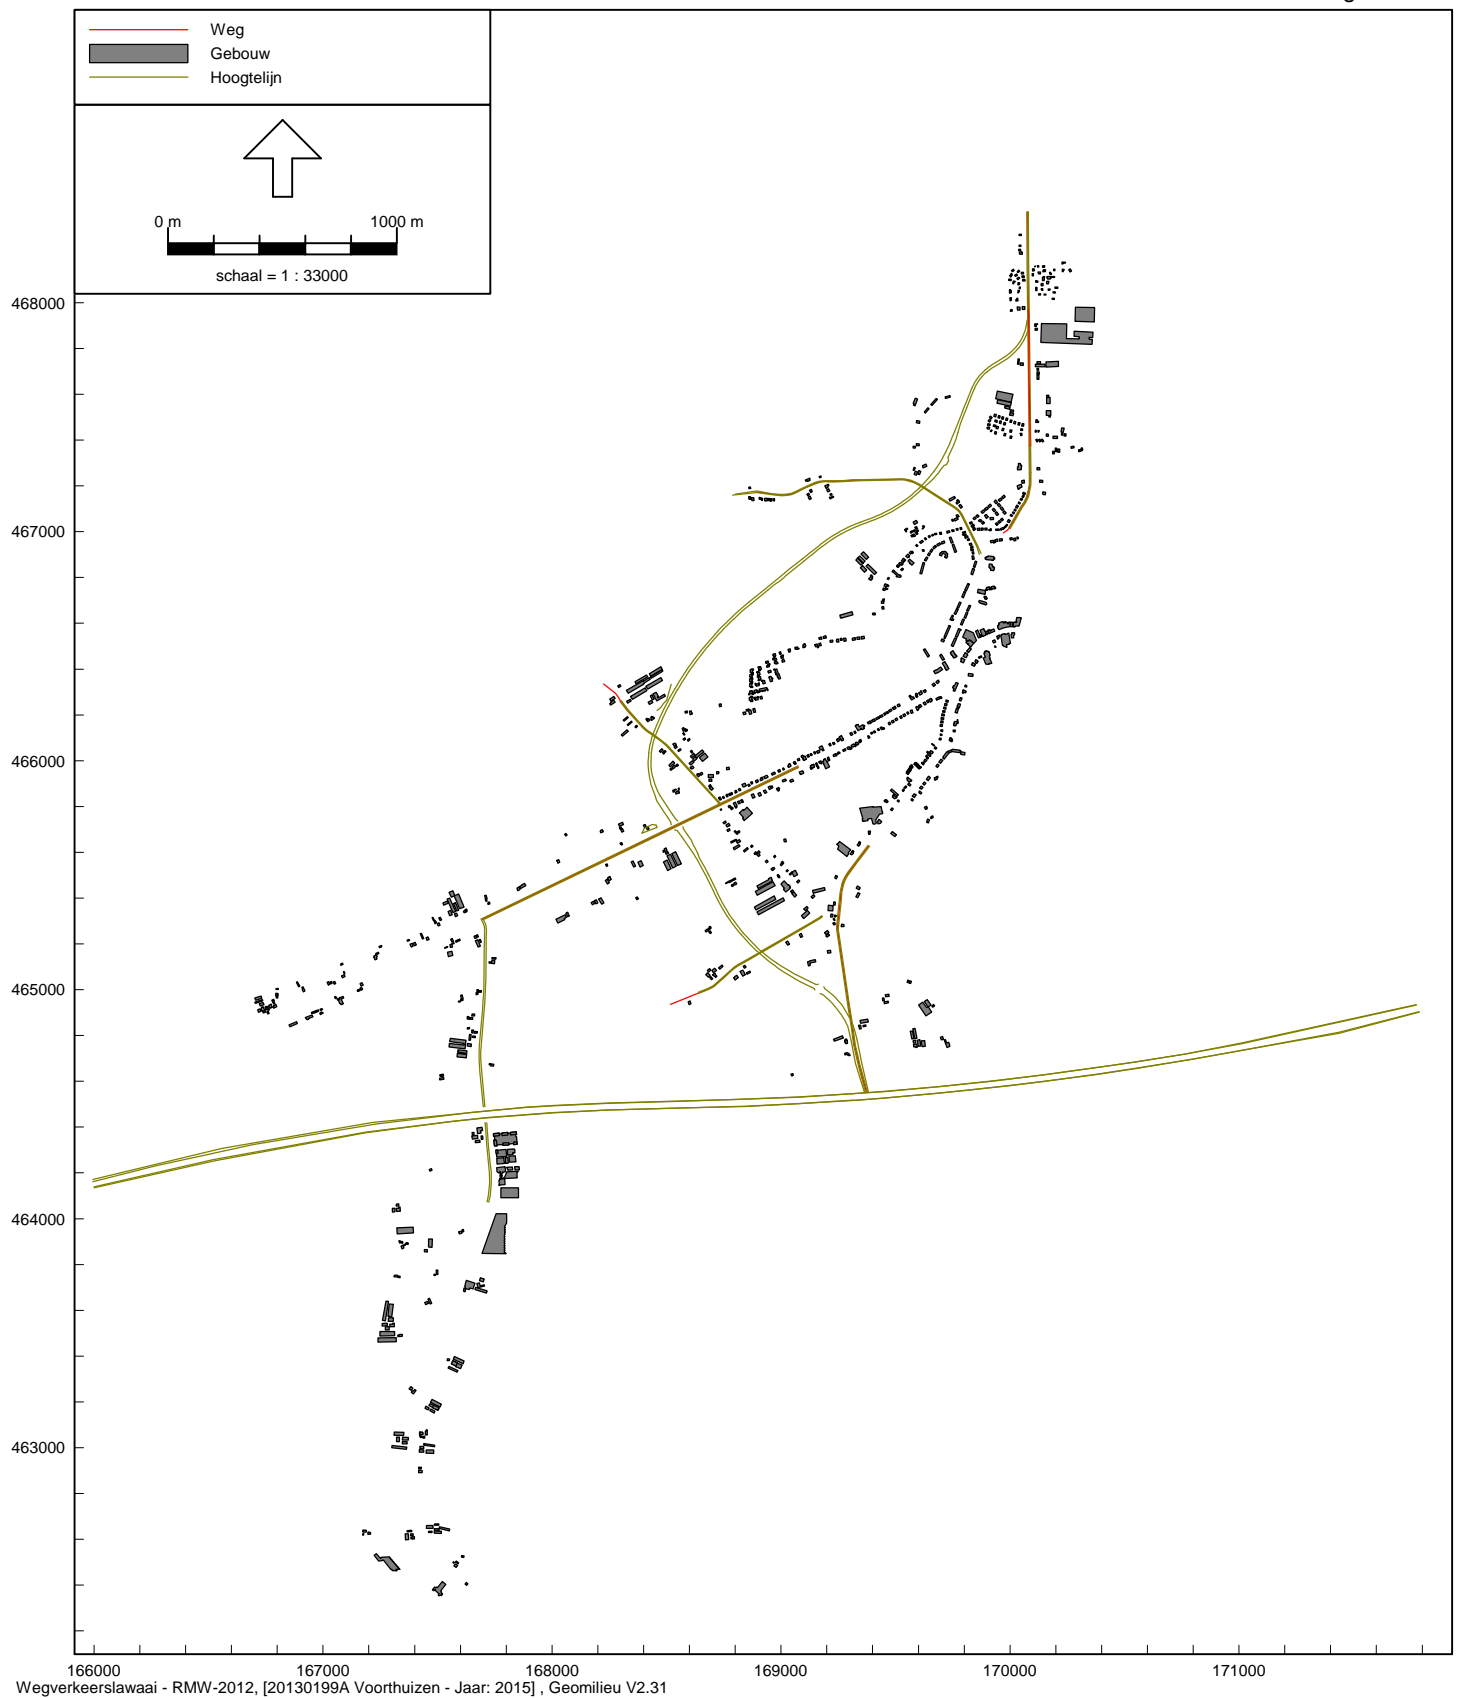 Weg
Gebouw
Hoogtelijn
0 m 1000 m
schaal = 1 : 33000
468000
467000
466000
465000
464000
463000
166000 167000 168000 169000 170000 171000
Wegverkeerslawaai - RMW-2012, [20130199A Voorthuizen - Jaar: 2015] , Geomilieu V2.31